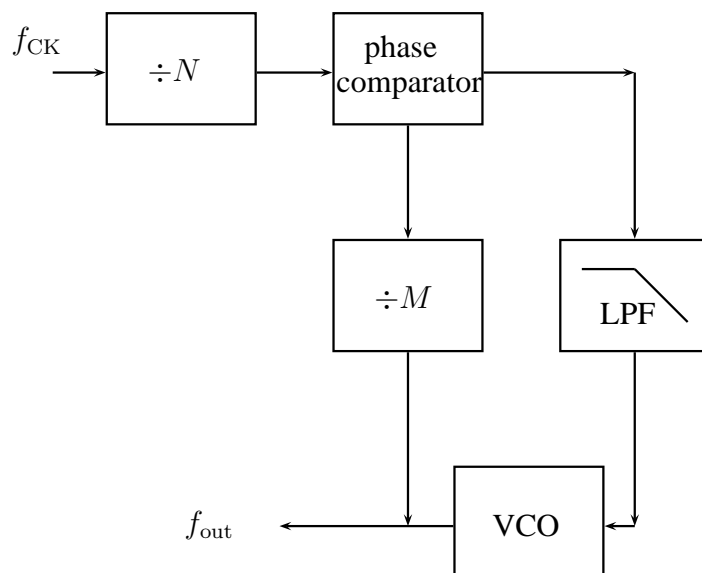 f_CK
÷N
phase
comparator
÷M
LPF
f_out
VCO